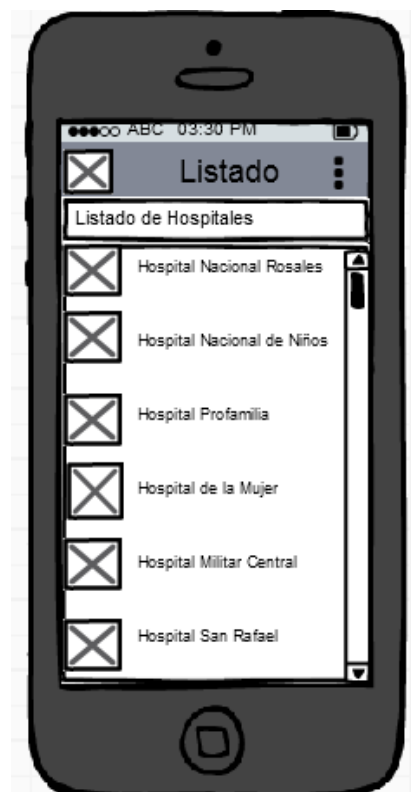 ABC 03:30 PM
Listado
Listado de Hospitales
Hospital Nacional Rosales
Hospital Nacional de Niños
Hospital Profamilia
Hospital de la Mujer
Hospital Militar Central
Hospital San Rafael